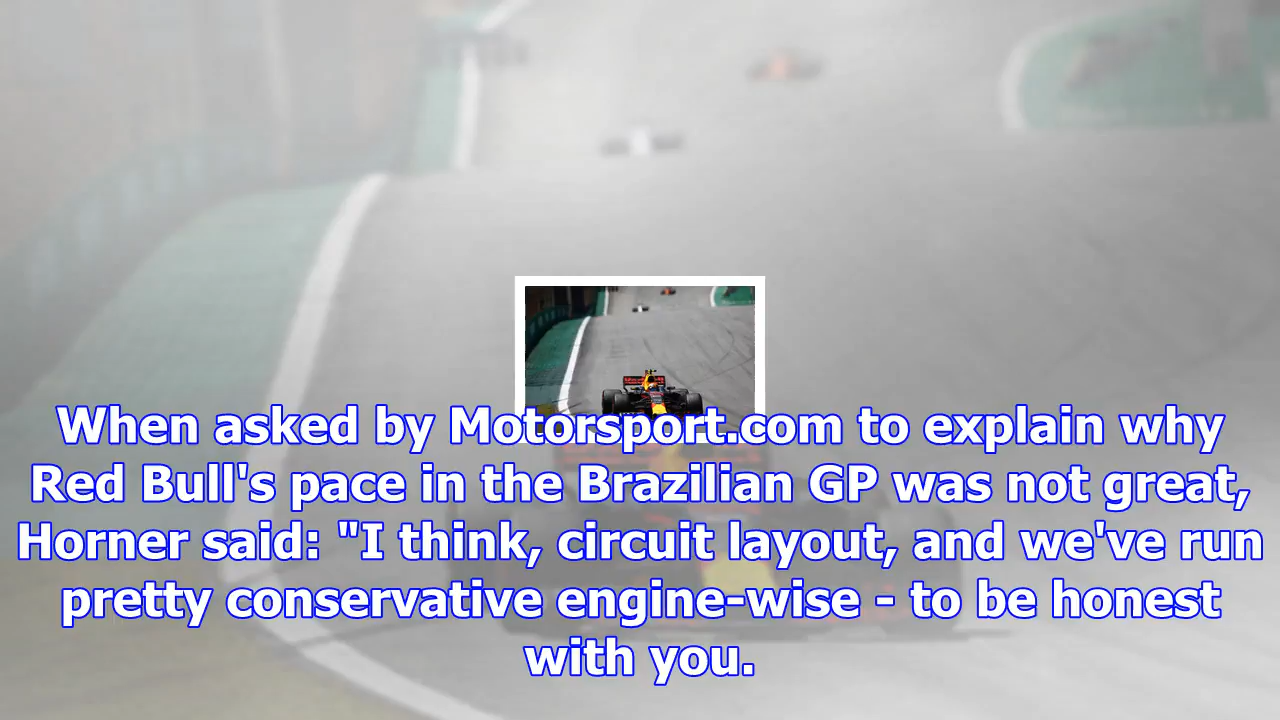 When asked by Motorsport.com to explain why
Red Bull's pace in the Brazilian GP was not great,
Horner said: "I think, circuit layout, and we've run
pretty conservative engine-wise - to be honest
with you.